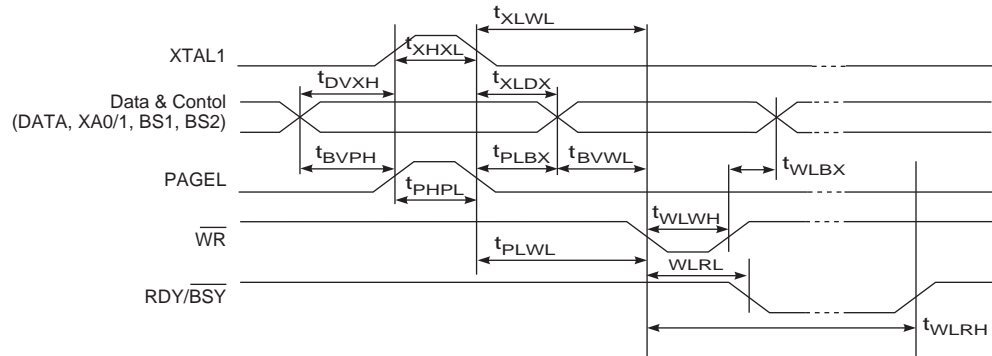 tXLWL
XTAL1
tXHXL
tDVXH
tXLDX
Data & Contol
(DATA, XA0/1, BS1, BS2)
tBVPH
tPLBX
tBVWL
tWLBX
PAGEL
tPHPL
tWLWH
WR
tPLWL
WLRL
RDY/BSY
tWLRH